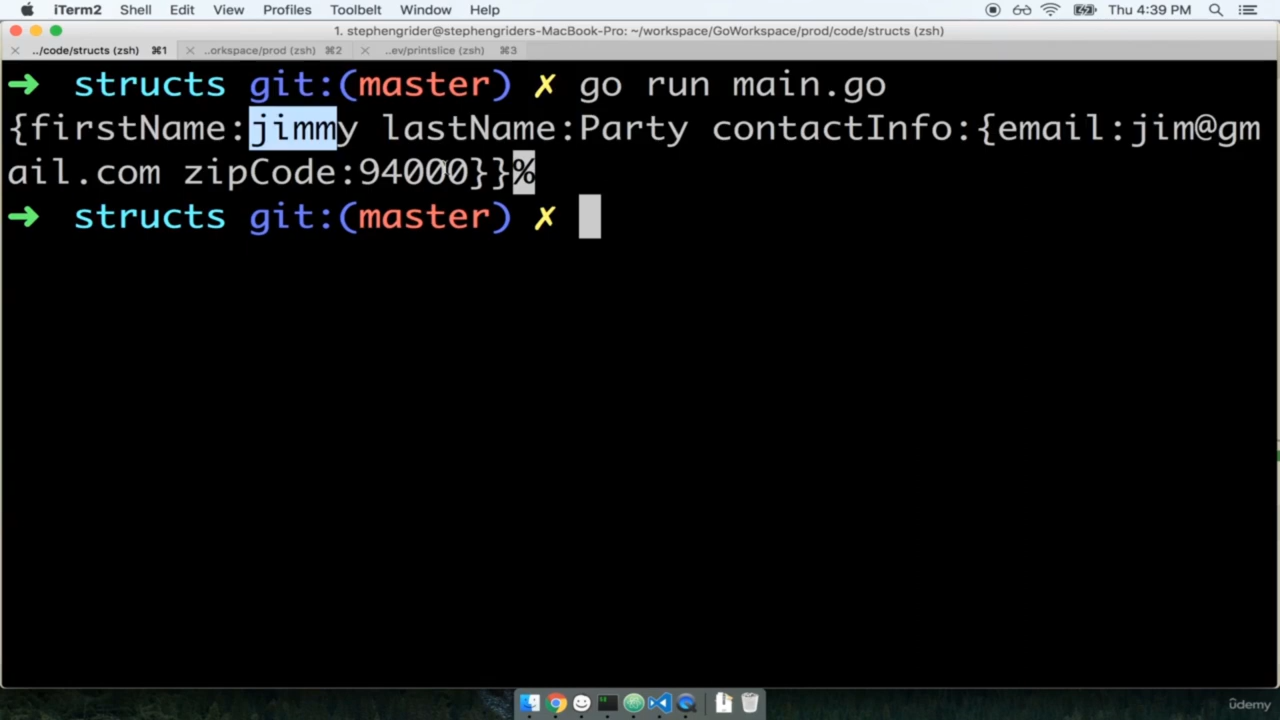 iTerm2 Shell Edit View Profiles Toolbelt Window Help Thu 4:39 PM
1. stephengrider@stephengriders-MacBook-Pro: ~/workspace/GoWorkspace/prod/code/structs (zsh)
../code/structs (zsh) ⌘1 ..orkspace/prod (zsh) ⌘2 ..ev/printslice (zsh) ⌘3
➜ structs git:(master) ✗ go run main.go
{firstName:jimmy lastName:Party contactInfo:{email:jim@gm
ail.com zipCode:94000}}%
➜ structs git:(master) ✗
ûdemy